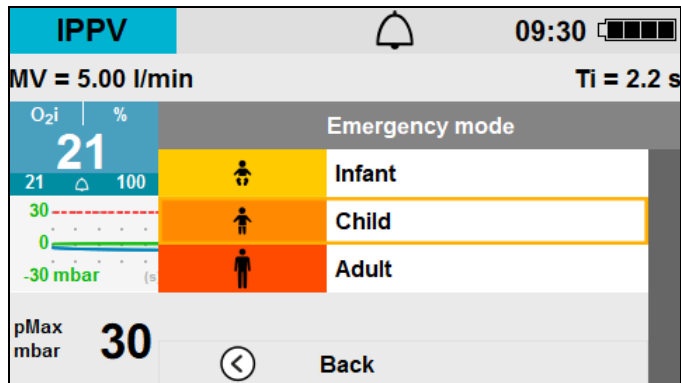 IPPV 09:30
MV = 5.00 l/min Ti = 2.2 s
O₂i % Emergency mode
21
21 100
Infant
30
Child
0
Adult
-30 mbar (s
pMax
mbar 30
Back